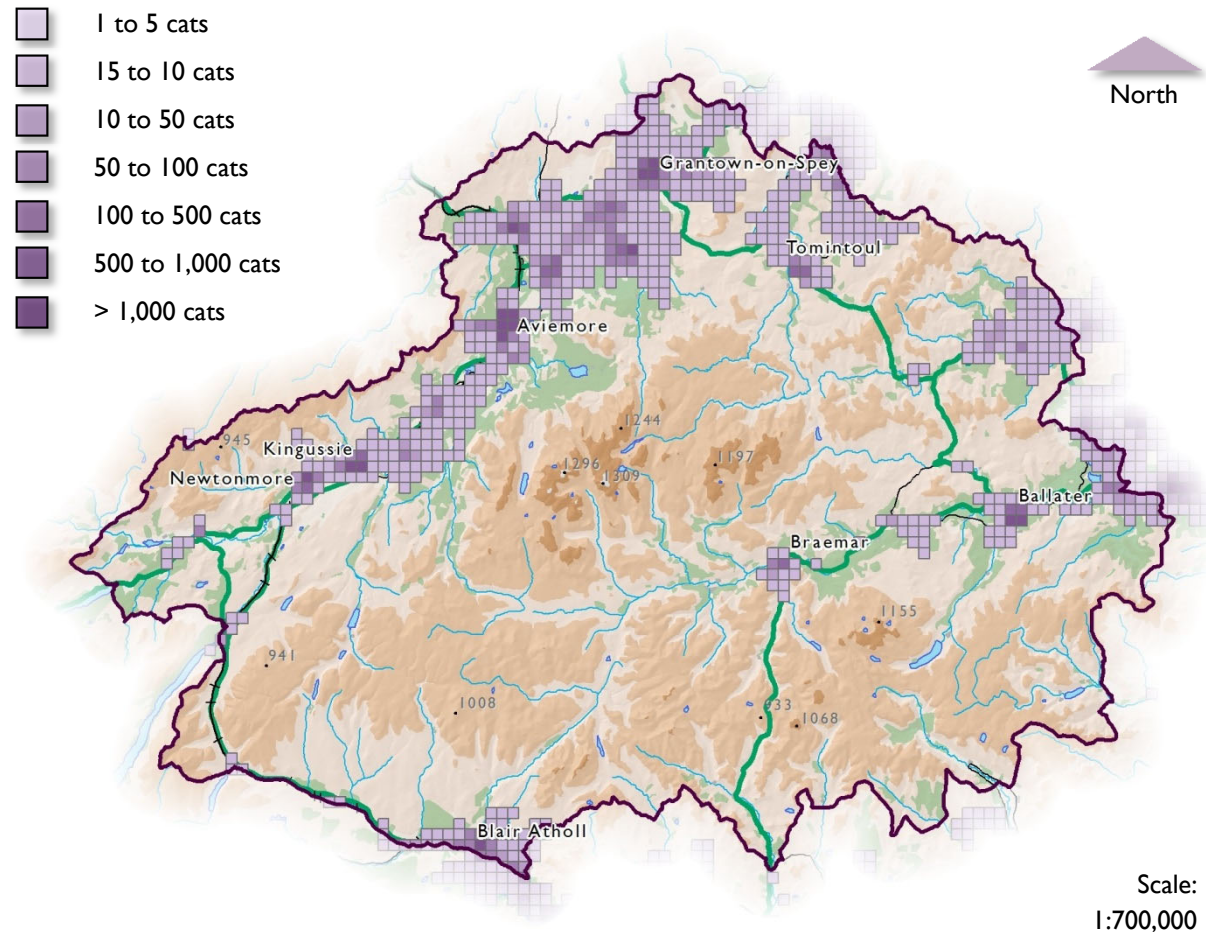 1 to 5 cats
15 to 10 cats
10 to 50 cats
50 to 100 cats
100 to 500 cats
500 to 1,000 cats
> 1,000 cats
North
Grantown-on-Spey
Tomintoul
Aviemore
1244
945
Kingussie
1296
1197
1309
Newtonmore
Ballater
Braemar
1155
941
1008
933
1068
Blair Atholl
Scale:
1:700,000